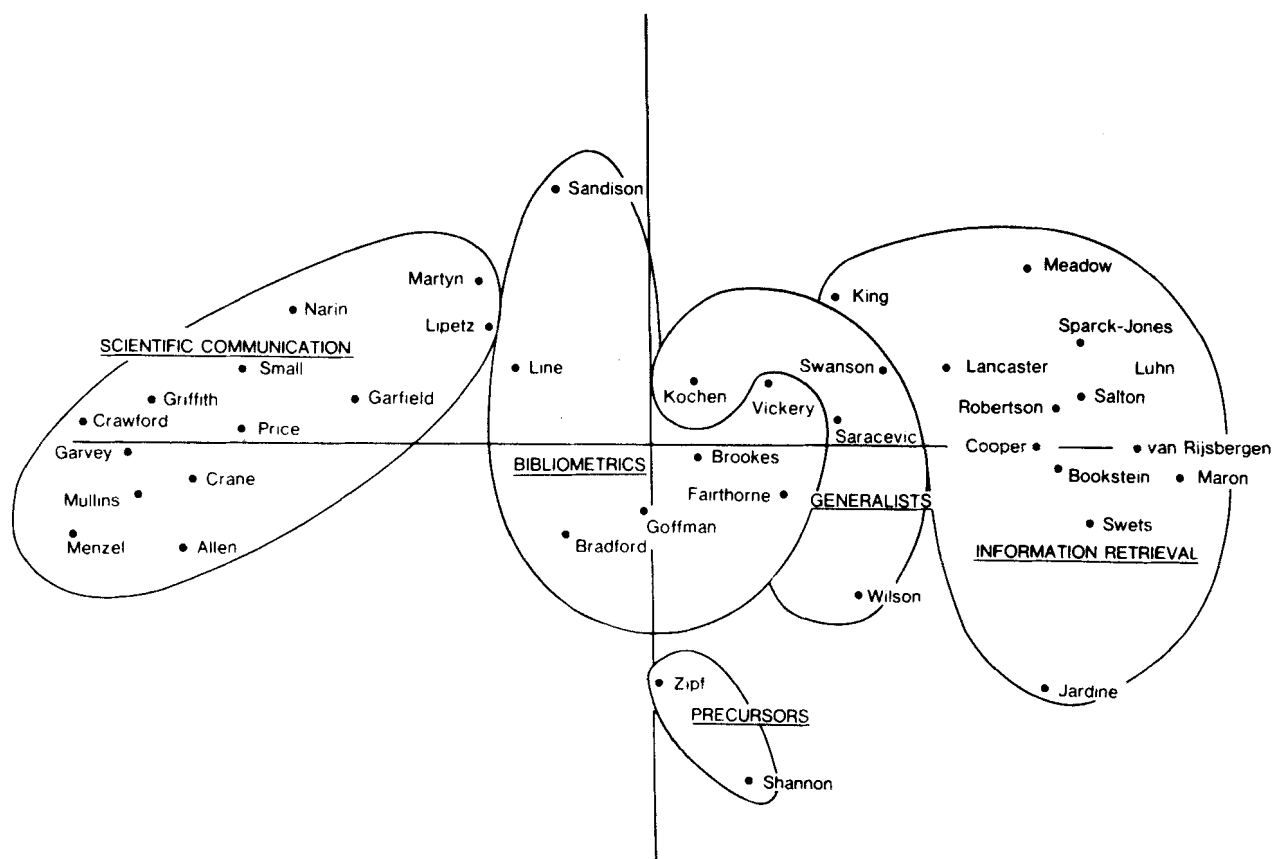 Sandison
Meadow
Martyn
King
Narin
Lipetz
Sparck-Jones
SCIENTIFIC COMMUNICATION
Small
Line
Swanson
Lancaster
Luhn
Kochen
Vickery
Griffith
Garfield
Robertson
Salton
Crawford
Price
Saracevic
Garvey
Cooper
van Rijsbergen
BIBLIOMETRICS
Brookes
Crane
Bookstein
Maron
Mullins
Fairthorne
GENERALISTS
Goffman
Swets
Menzel
Allen
Bradford
INFORMATION RETRIEVAL
Wilson
Zipf
Jardine
PRECURSORS
Shannon